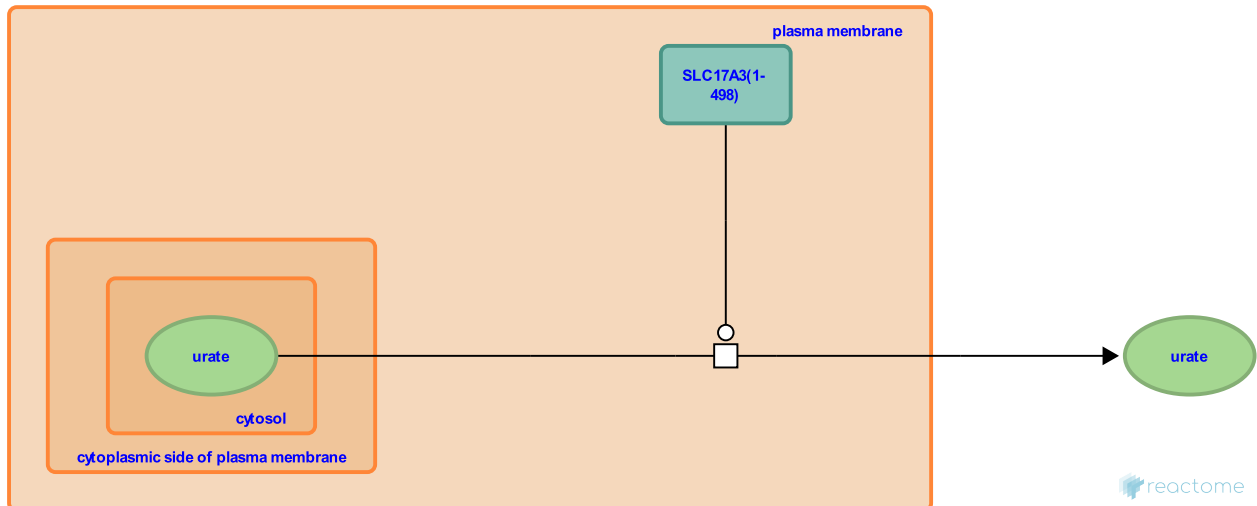 plasma membrane
SLC17A3(1-
498)
urate
urate
cytosol
cytoplasmic side of plasma membrane
reactome